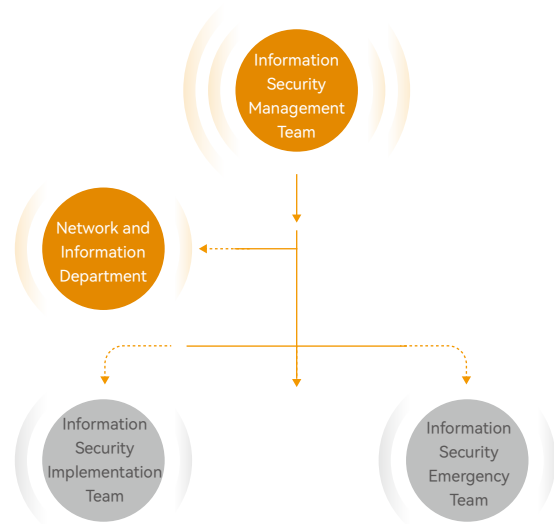 Information
Security
Management
Team
Network and
Information
Department
Information
Security
Implementation
Team
Information
Security
Emergency
Team